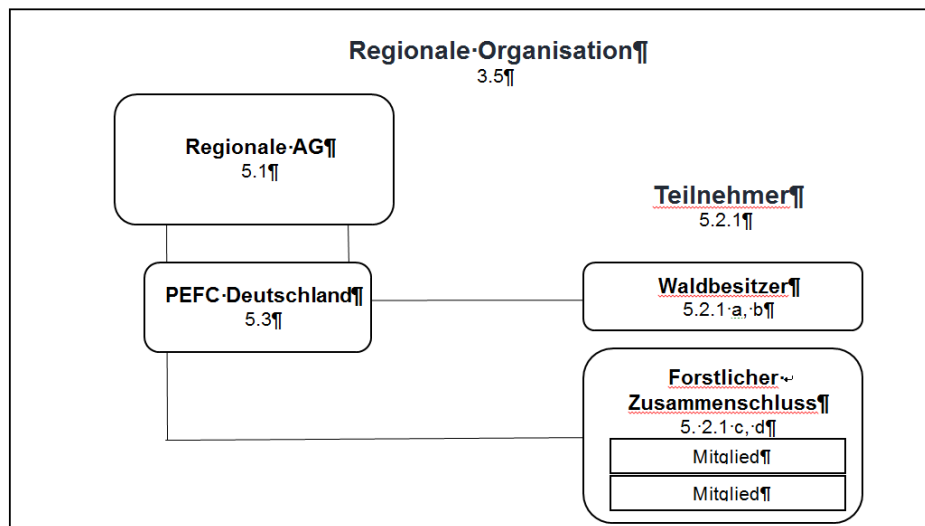 Regionale·Organisation¶
3.5¶
Regionale·AG¶
5.1¶
Teilnehmer¶
5.2.1¶
PEFC·Deutschland¶
5.3¶
Waldbesitzer¶
5.2.1·a,·b¶
Forstlicher·↵
Zusammenschluss¶
5.·2.1·c,·d¶
Mitglied¶
Mitglied¶